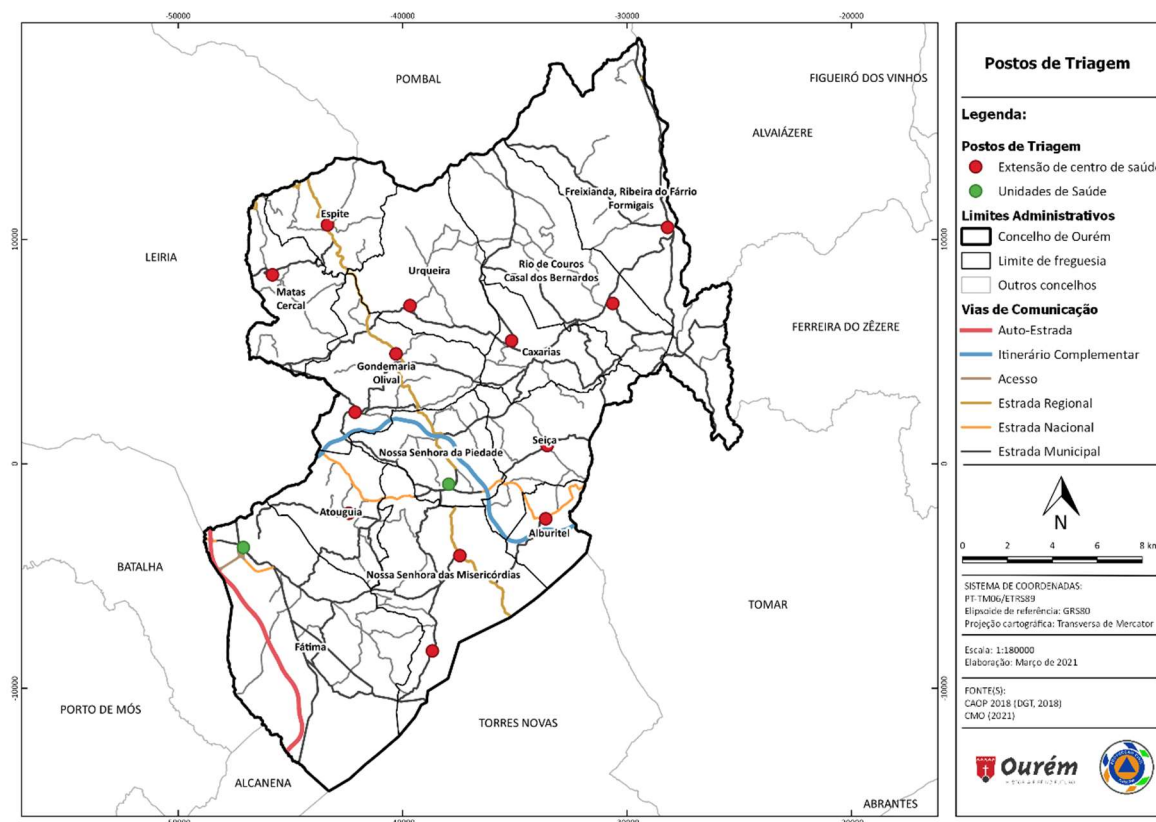 -50000
-40000
-30000
-20000
POMBAL
FIGUEIRÓ DOS VINHOS
ALVAIÁZERE
LEIRIA
FERREIRA DO ZÊZERE
BATALHA
TOMAR
PORTO DE MÓS
TORRES NOVAS
ALCANENA
ABRANTES
10000
10000
0
0
-10000
-10000
-50000
-40000
-30000
-20000
Freixianda, Ribeira do Fárrio
Formigais
Espite
Rio de Couros
Casal dos Bernardos
Urqueira
Matas
Cercal
Caxarias
Gondemaria
Olival
Seiça
Nossa Senhora da Piedade
Atouguia
Alburitel
Nossa Senhora das Misericórdias
Fátima
Postos de Triagem
Legenda:
Postos de Triagem
Extensão de centro de saúde
Unidades de Saúde
Limites Administrativos
Concelho de Ourém
Limite de freguesia
Outros concelhos
Vias de Comunicação
Auto-Estrada
Itinerário Complementar
Acesso
Estrada Regional
Estrada Nacional
Estrada Municipal
N
0 2 4 6 8 km
SISTEMA DE COORDENADAS:
PT-TM06/ETRS89
Elipsoide de referência: GRS80
Projeção cartográfica: Transversa de Mercator
Escala: 1:180000
Elaboração: Março de 2021
FONTE(S):
CAOP 2018 (DGT, 2018)
CMO (2021)
Ourém